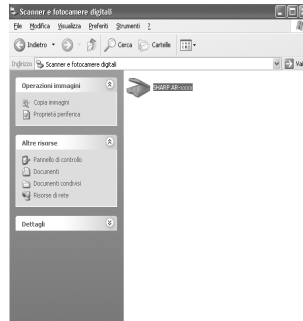 Scanner e fotocamere digitali
File Modifica Visualizza Preferiti Strumenti ?
Indietro Cerca Cartelle
Indirizzo Scanner e fotocamere digitali Vai
Operazioni immagini
Copia immagini
Proprietà periferica
Altre risorse
Pannello di controllo
Documenti
Documenti condivisi
Risorse di rete
Dettagli
SHARP AR-xxxx